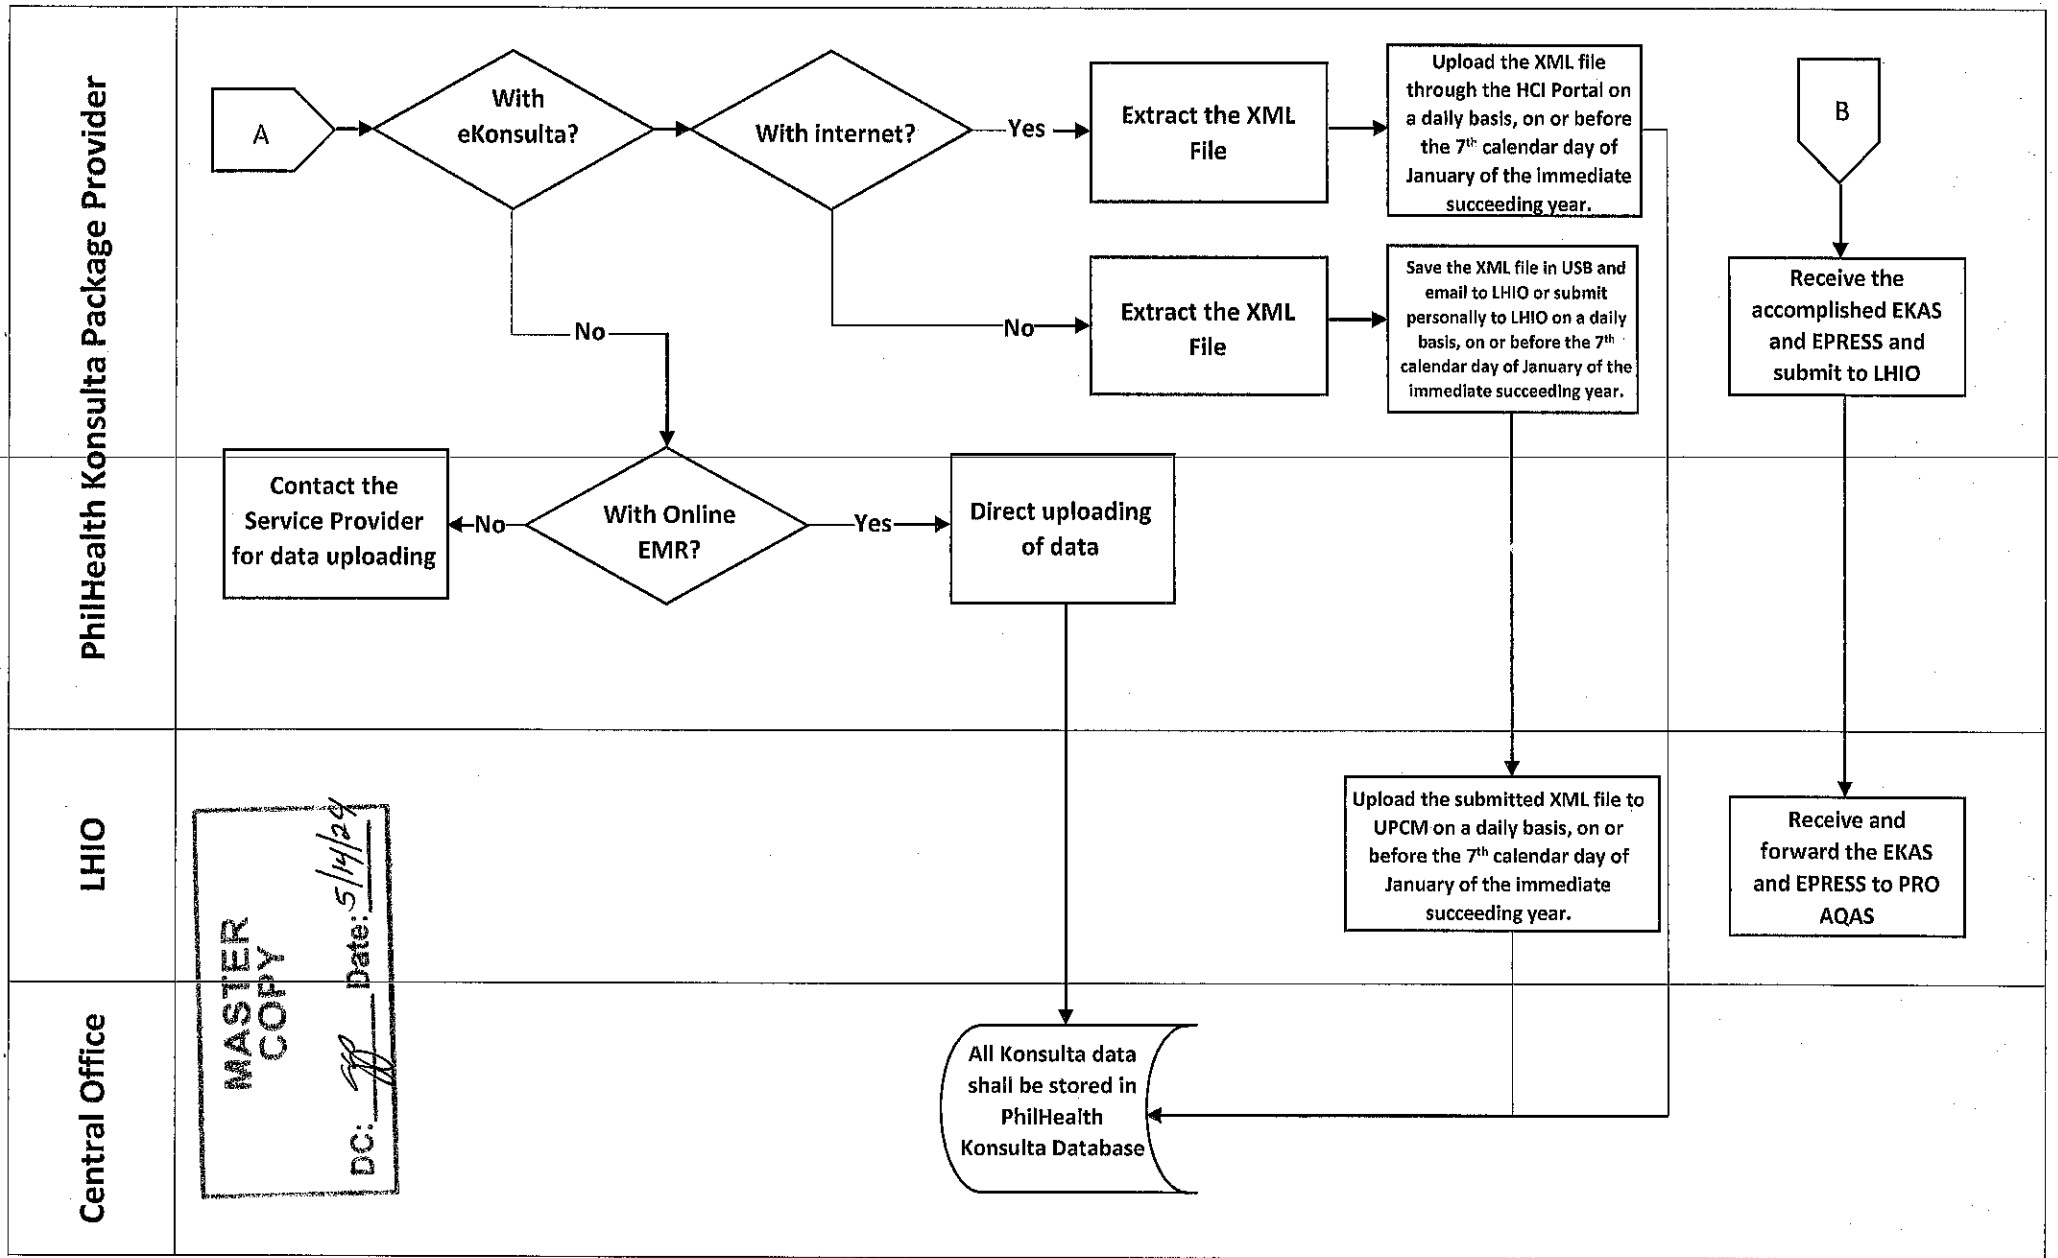 PhilHealth Konsulta Package Provider
A
With
eKonsulta?
With internet?
Yes
Extract the XML
File
Upload the XML file
through the HCI Portal on
a daily basis, on or before
the 7th calendar day of
January of the immediate
succeeding year.
B
No
No
Extract the XML
File
Save the XML file in USB and
email to LHIO or submit
personally to LHIO on a daily
basis, on or before the 7th
calendar day of January of the
immediate succeeding year.
Receive the
accomplished EKAS
and EPRESS and
submit to LHIO
Contact the
Service Provider
for data uploading
No
With Online
EMR?
Yes
Direct uploading
of data
LHIO
Upload the submitted XML file to
UPCM on a daily basis, on or
before the 7th calendar day of
January of the immediate
succeeding year.
Receive and
forward the EKAS
and EPRESS to PRO
AQAS
MASTER
COPY
DC: Date: 5/14/24
Central Office
All Konsulta data
shall be stored in
PhilHealth
Konsulta Database